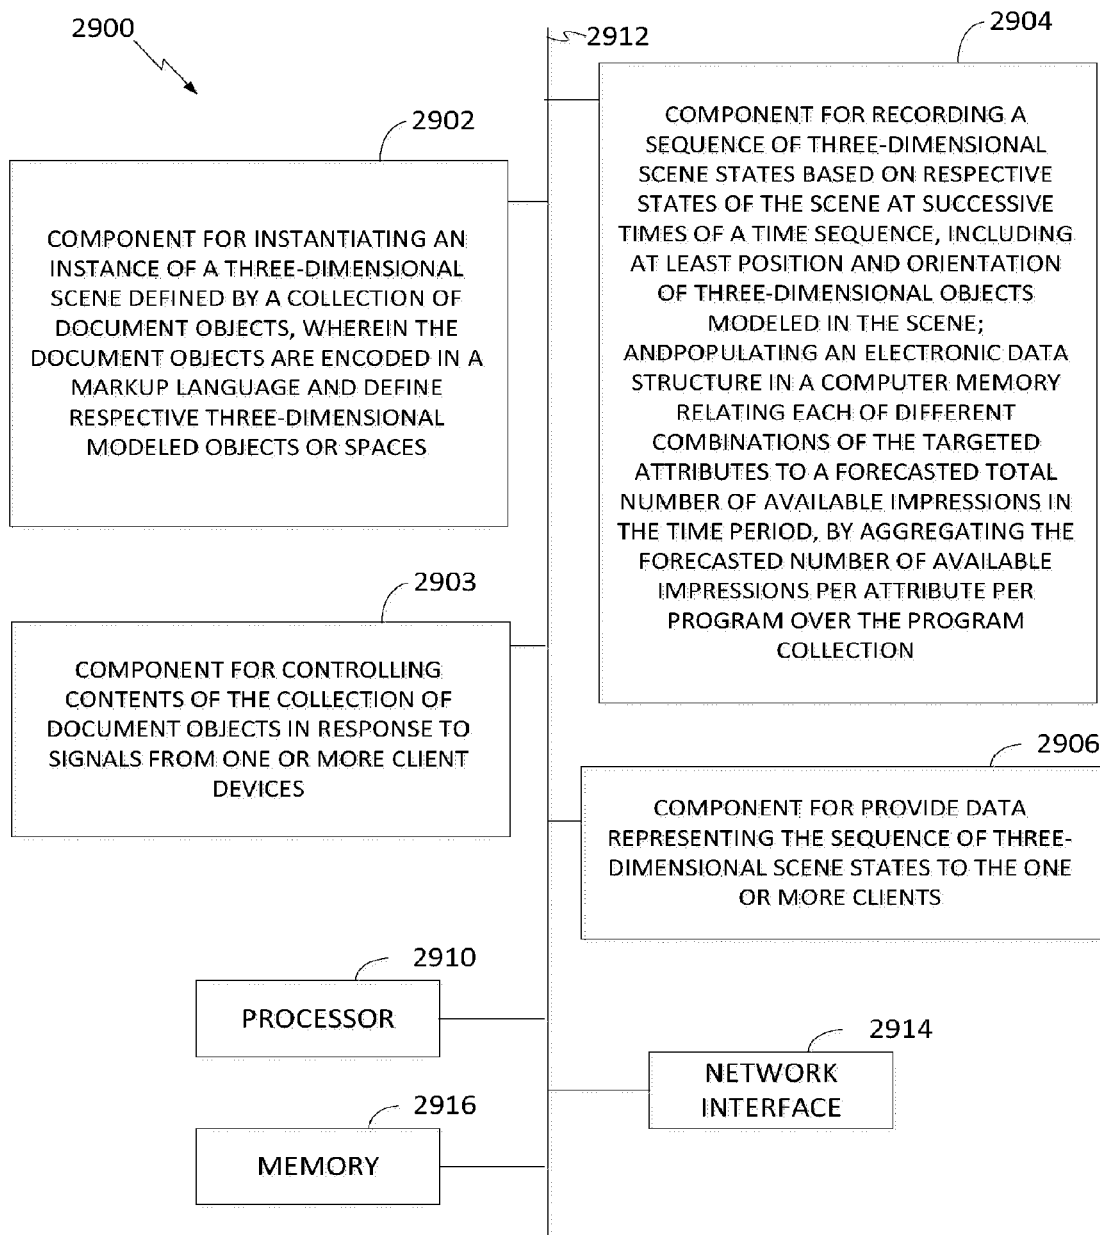 2900
2912
2904
2902
COMPONENT FOR INSTANTIATING AN
INSTANCE OF A THREE-DIMENSIONAL
SCENE DEFINED BY A COLLECTION OF
DOCUMENT OBJECTS, WHEREIN THE
DOCUMENT OBJECTS ARE ENCODED IN A
MARKUP LANGUAGE AND DEFINE
RESPECTIVE THREE-DIMENSIONAL
MODELED OBJECTS OR SPACES
COMPONENT FOR RECORDING A
SEQUENCE OF THREE-DIMENSIONAL
SCENE STATES BASED ON RESPECTIVE
STATES OF THE SCENE AT SUCCESSIVE
TIMES OF A TIME SEQUENCE, INCLUDING
AT LEAST POSITION AND ORIENTATION
OF THREE-DIMENSIONAL OBJECTS
MODELED IN THE SCENE;
ANDPOPULATING AN ELECTRONIC DATA
STRUCTURE IN A COMPUTER MEMORY
RELATING EACH OF DIFFERENT
COMBINATIONS OF THE TARGETED
ATTRIBUTES TO A FORECASTED TOTAL
NUMBER OF AVAILABLE IMPRESSIONS IN
THE TIME PERIOD, BY AGGREGATING THE
FORECASTED NUMBER OF AVAILABLE
IMPRESSIONS PER ATTRIBUTE PER
PROGRAM OVER THE PROGRAM
COLLECTION
2903
COMPONENT FOR CONTROLLING
CONTENTS OF THE COLLECTION OF
DOCUMENT OBJECTS IN RESPONSE TO
SIGNALS FROM ONE OR MORE CLIENT
DEVICES
2906
COMPONENT FOR PROVIDE DATA
REPRESENTING THE SEQUENCE OF THREE-
DIMENSIONAL SCENE STATES TO THE ONE
OR MORE CLIENTS
2910
PROCESSOR
2914
NETWORK
INTERFACE
2916
MEMORY